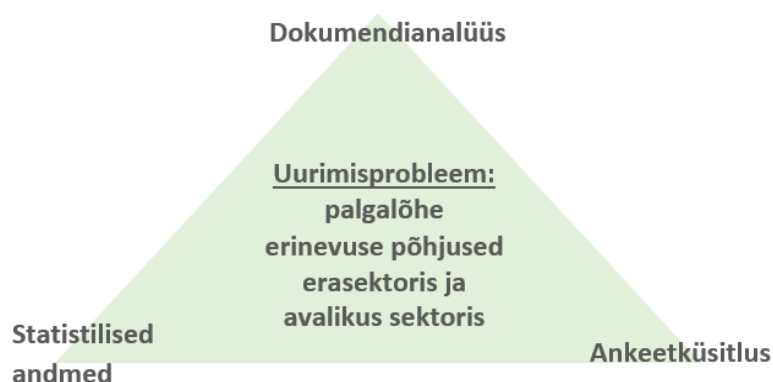 Dokumendianalüüs
Uurimisprobleem:
palgalõhe
erinevuse põhjused
erasektoris ja
avalikus sektoris
Statistilised
andmed
Ankeetküsitlus